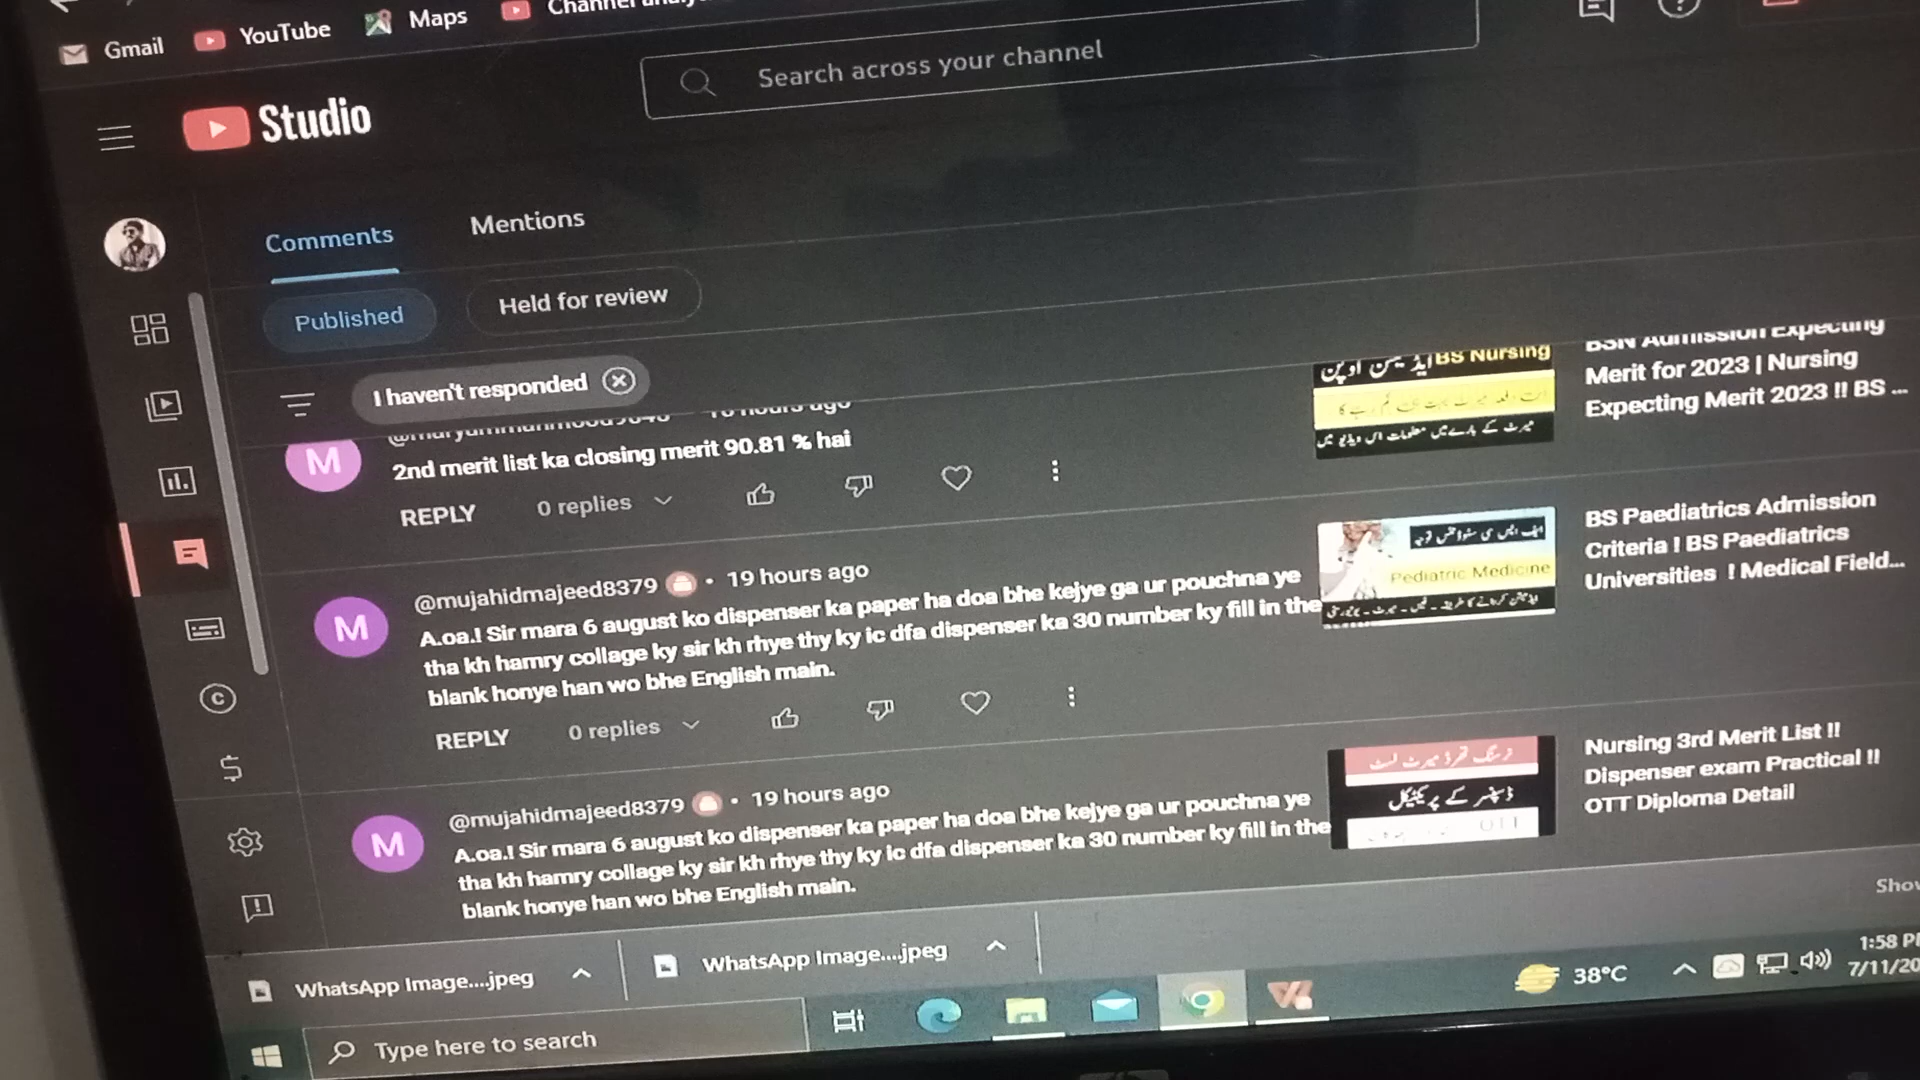 Gmail
YouTube
Maps
Studio
Search across your channel
Comments
Mentions
Published
Held for review
I haven't responded
2nd merit list ka closing merit 90.81 % hai
REPLY
0 replies
BS Nursing
BSN Admission Expecting
Merit for 2023 | Nursing
Expecting Merit 2023 !! BS ...
@mujahidmajeed8379 • 19 hours ago
A.oa.! Sir mara 6 august ko dispenser ka paper ha doa bhe kejye ga ur pouchna ye
tha kh hamry collage ky sir kh rhye thy ky ic dfa dispenser ka 30 number ky fill in the
blank honye han wo bhe English main.
REPLY
0 replies
Pediatric Medicine
BS Paediatrics Admission
Criteria ! BS Paediatrics
Universities ! Medical Field...
@mujahidmajeed8379 • 19 hours ago
A.oa.! Sir mara 6 august ko dispenser ka paper ha doa bhe kejye ga ur pouchna ye
tha kh hamry collage ky sir kh rhye thy ky ic dfa dispenser ka 30 number ky fill in the
blank honye han wo bhe English main.
نرسنگ تھرڈ میرٹ لسٹ
ڈسپنسر کے پریکٹیکل
OTT
Nursing 3rd Merit List !!
Dispenser exam Practical !!
OTT Diploma Detail
WhatsApp Image....jpeg
WhatsApp Image....jpeg
Type here to search
38°C
1:58
7/11/20